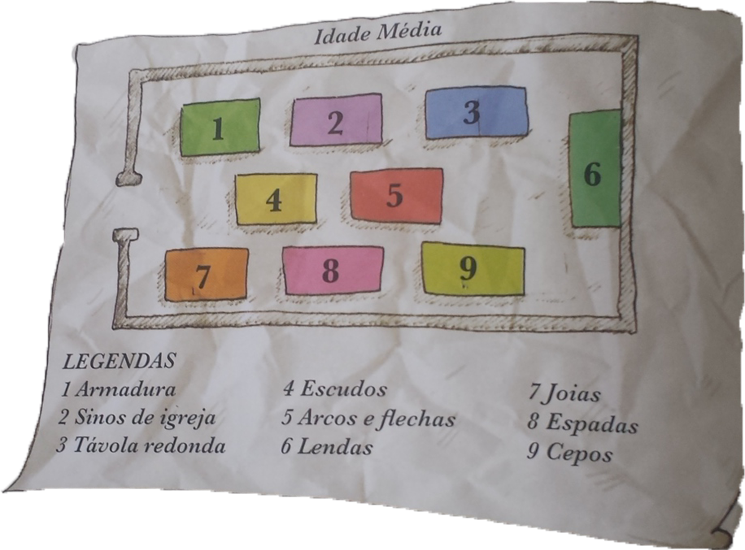 Idade Média
1
2
3
4
5
6
7
8
9
LEGENDAS
1 Armadura
2 Sinos de igreja
3 Távola redonda
4 Escudos
5 Arcos e flechas
6 Lendas
7 Joias
8 Espadas
9 Cepos